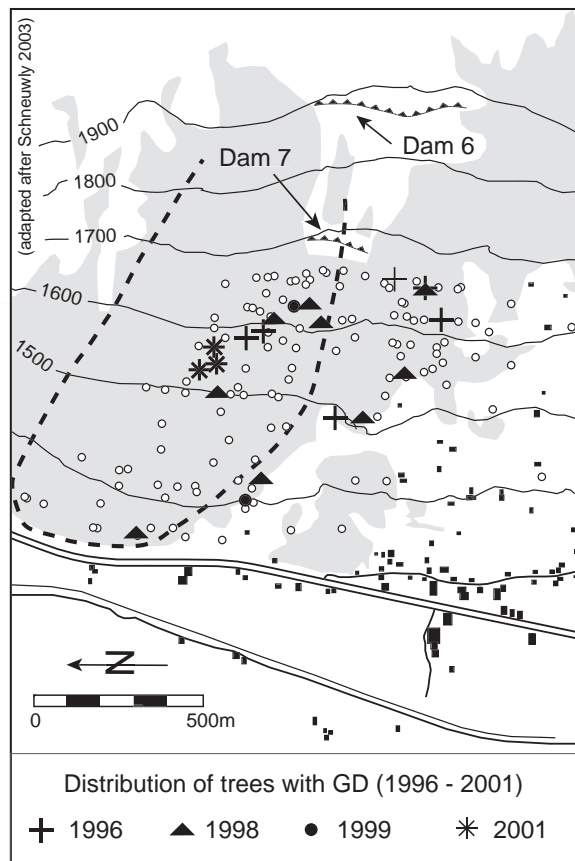 (adapted after Schneuwly 2003)
1900
Dam 6
Dam 7
1800
1700
1600
1500
N
0 500m
Distribution of trees with GD (1996 - 2001)
1996 1998 1999 2001